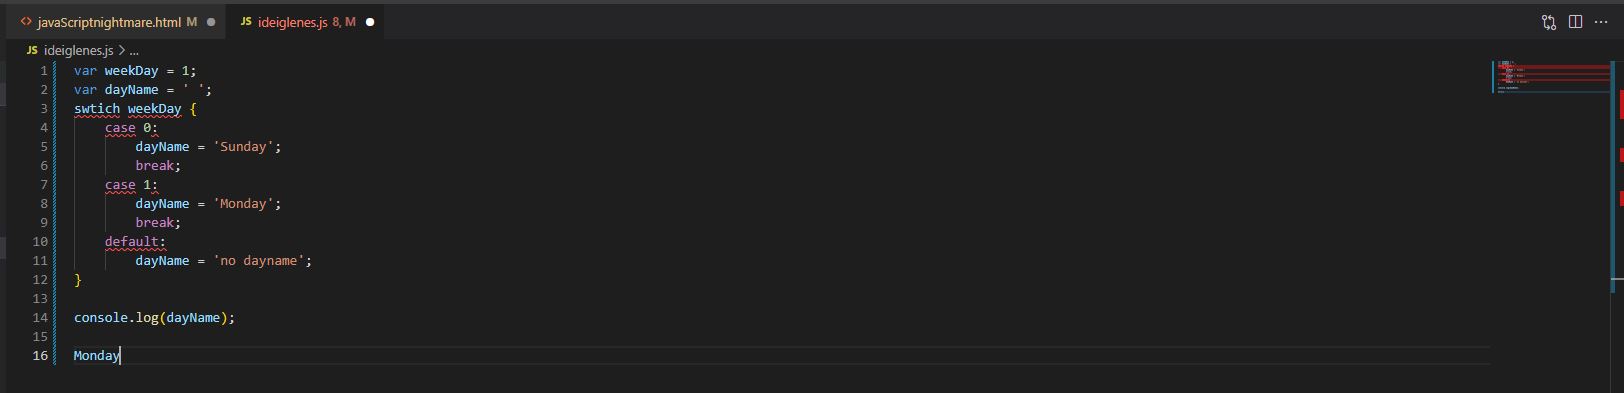 javaScriptnightmare.html M
JS ideiglenes.js 8, M
JS ideiglenes.js > ...
1 var weekDay = 1;
2 var dayName = ' ';
3 swtich weekDay {
4 case 0:
5 dayName = 'Sunday';
6 break;
7 case 1:
8 dayName = 'Monday';
9 break;
10 default:
11 dayName = 'no dayname';
12 }
13
14 console.log(dayName);
15
16 Monday